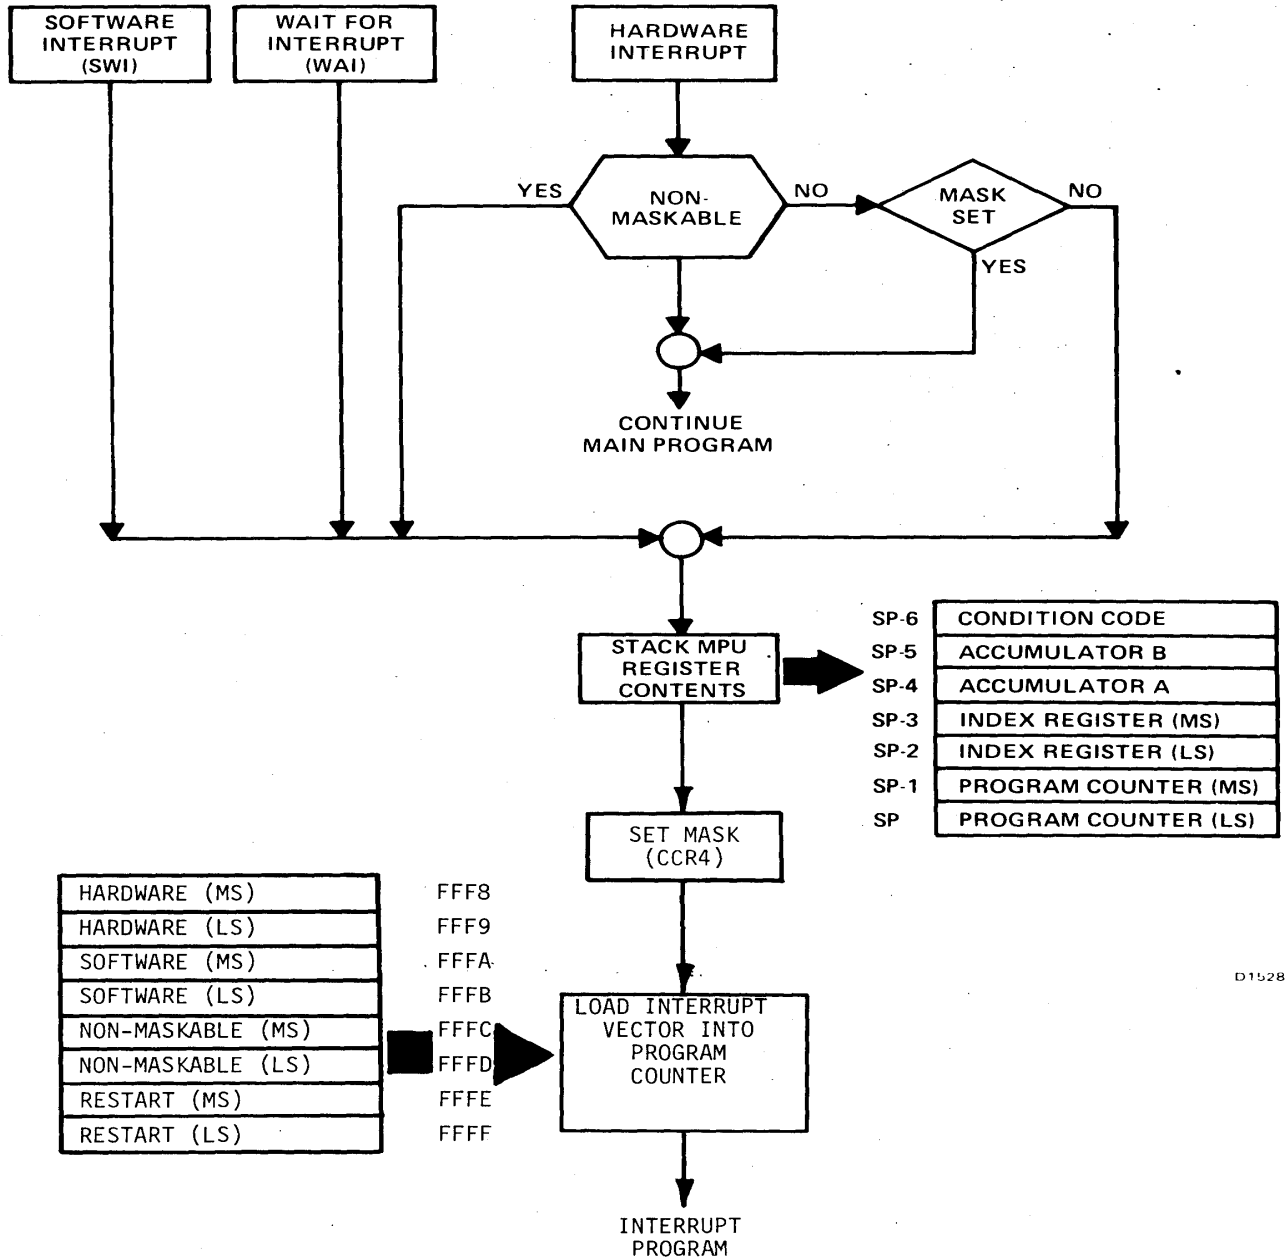 SOFTWARE
INTERRUPT
(SWI)
WAIT FOR
INTERRUPT
(WAI)
HARDWARE
INTERRUPT
YES
NON-
MASKABLE
NO
MASK
SET
NO
YES
CONTINUE
MAIN PROGRAM
STACK MPU
REGISTER
CONTENTS
SP-6 CONDITION CODE
SP-5 ACCUMULATOR B
SP-4 ACCUMULATOR A
SP-3 INDEX REGISTER (MS)
SP-2 INDEX REGISTER (LS)
SP-1 PROGRAM COUNTER (MS)
SP PROGRAM COUNTER (LS)
SET MASK
(CCR4)
HARDWARE (MS) FFF8
HARDWARE (LS) FFF9
SOFTWARE (MS) FFFA
SOFTWARE (LS) FFFB
NON-MASKABLE (MS) FFFC
NON-MASKABLE (LS) FFFD
RESTART (MS) FFFE
RESTART (LS) FFFF
LOAD INTERRUPT
VECTOR INTO
PROGRAM
COUNTER
D1528
INTERRUPT
PROGRAM